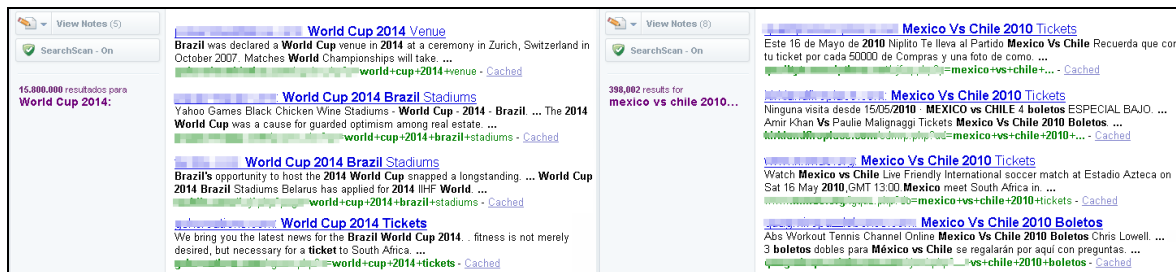 View Notes (5)
SearchScan - On
15.800.000 resultados para
World Cup 2014:
World Cup 2014 Venue
Brazil was declared a World Cup venue in 2014 at a ceremony in Zurich, Switzerland in
October 2007. Matches World Championships will take. ...
=world+cup+2014+venue - Cached
World Cup 2014 Brazil Stadiums
Yahoo Games Black Chicken Wine Stadiums - World Cup - 2014 - Brazil. ... The 2014
World Cup was a cause for guarded optimism among real estate. ...
=world+cup+2014+brazil+stadiums - Cached
World Cup 2014 Brazil Stadiums
Brazil's opportunity to host the 2014 World Cup snapped a longstanding. ... World Cup
2014 Brazil Stadiums Belarus has applied for 2014 IIHF World. ...
=world+cup+2014+brazil+stadiums - Cached
World Cup 2014 Tickets
We bring you the latest news for the Brazil World Cup 2014. . fitness is not merely
desired, but necessary for a ticket to South Africa. ...
=world+cup+2014+tickets - Cached
View Notes (8)
SearchScan - On
398,002 results for
mexico vs chile 2010...
Mexico Vs Chile 2010 Tickets
Este 16 de Mayo de 2010 Niplito Te lleva al Partido Mexico Vs Chile Recuerda que con
tu ticket por cada 50000 de Compras y una foto de como. ...
=mexico+vs+chile+... - Cached
Mexico Vs Chile 2010 Tickets
Ninguna visita desde 15/05/2010 · MEXICO vs CHILE 4 boletos ESPECIAL BAJO. ...
Amir Khan Vs Paulie Malignaggi Tickets Mexico Vs Chile 2010 Boletos. ...
=mexico+vs+chile+2010+... - Cached
Mexico Vs Chile 2010 Tickets
Watch Mexico vs Chile Live Friendly International soccer match at Estadio Azteca on
Sat 16 May 2010,GMT 13:00.Mexico meet South Africa in. ...
=mexico+vs+chile+2010+tickets - Cached
Mexico Vs Chile 2010 Boletos
Abs Workout Tennis Channel Online Mexico Vs Chile 2010 Boletos Chris Lowell. ...
3 boletos dobles para México vs Chile se regalarán por aquí con preguntas. ...
vs+chile+2010+boletos - Cached